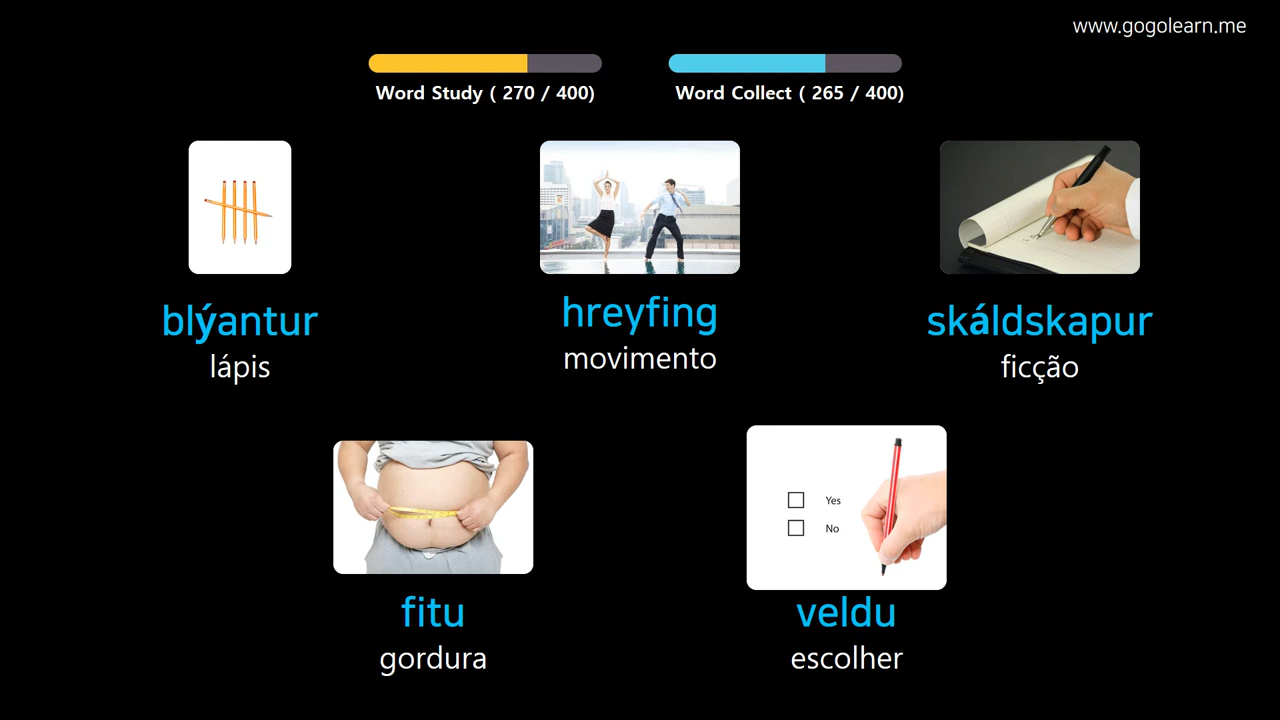 www.gogolearn.me
Word Study ( 270 / 400)
Word Collect ( 265 / 400)
blýantur
lápis
hreyfing
movimento
skáldskapur
ficção
Yes
No
fitu
gordura
veldu
escolher